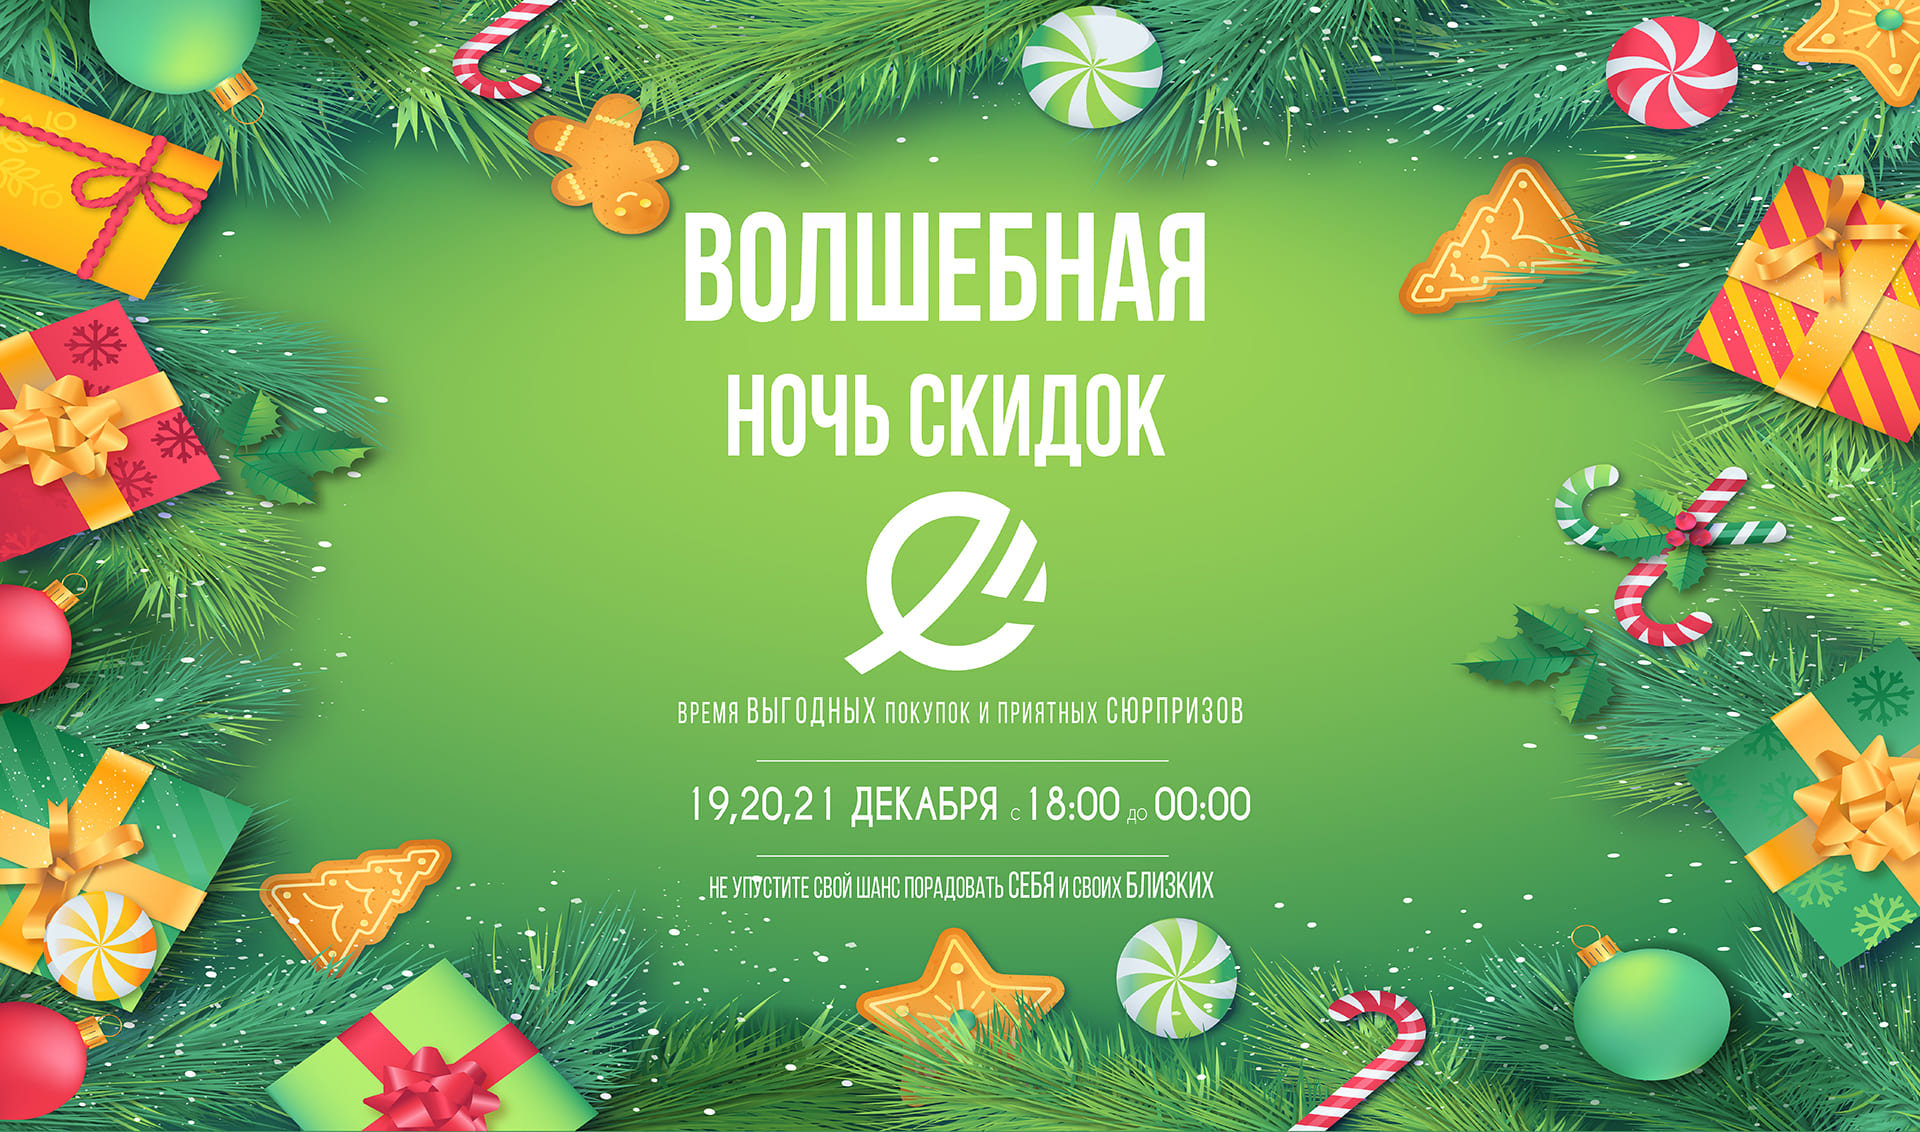 ВОЛШЕБНАЯ
НОЧЬ СКИДОК
ВРЕМЯ ВЫГОДНЫХ ПОКУПОК И ПРИЯТНЫХ СЮРПРИЗОВ
19,20,21 ДЕКАБРЯ с 18:00 до 00:00
НЕ УПУСТИТЕ СВОЙ ШАНС ПОРАДОВАТЬ СЕБЯ И СВОИХ БЛИЗКИХ